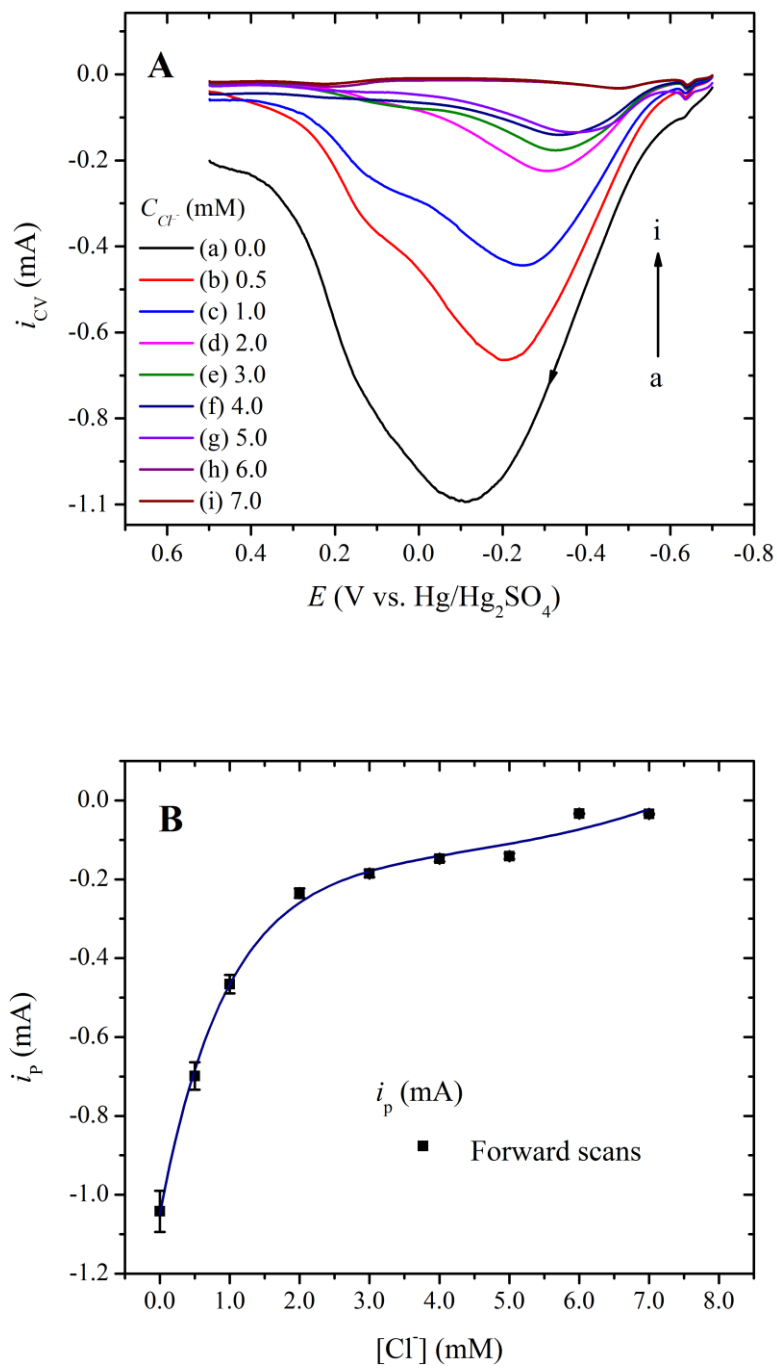 A
0.0
-0.2
-0.4
-0.6
-0.8
-1.1
i_CV (mA)
C_Cl⁻ (mM)
(a) 0.0
(b) 0.5
(c) 1.0
(d) 2.0
(e) 3.0
(f) 4.0
(g) 5.0
(h) 6.0
(i) 7.0
i
a
0.6 0.4 0.2 0.0 -0.2 -0.4 -0.6 -0.8
E (V vs. Hg/Hg₂SO₄)
B
0.0
-0.2
-0.4
-0.6
-0.8
-1.0
-1.2
i_P (mA)
i_p (mA)
Forward scans
0.0 1.0 2.0 3.0 4.0 5.0 6.0 7.0 8.0
[Cl⁻] (mM)